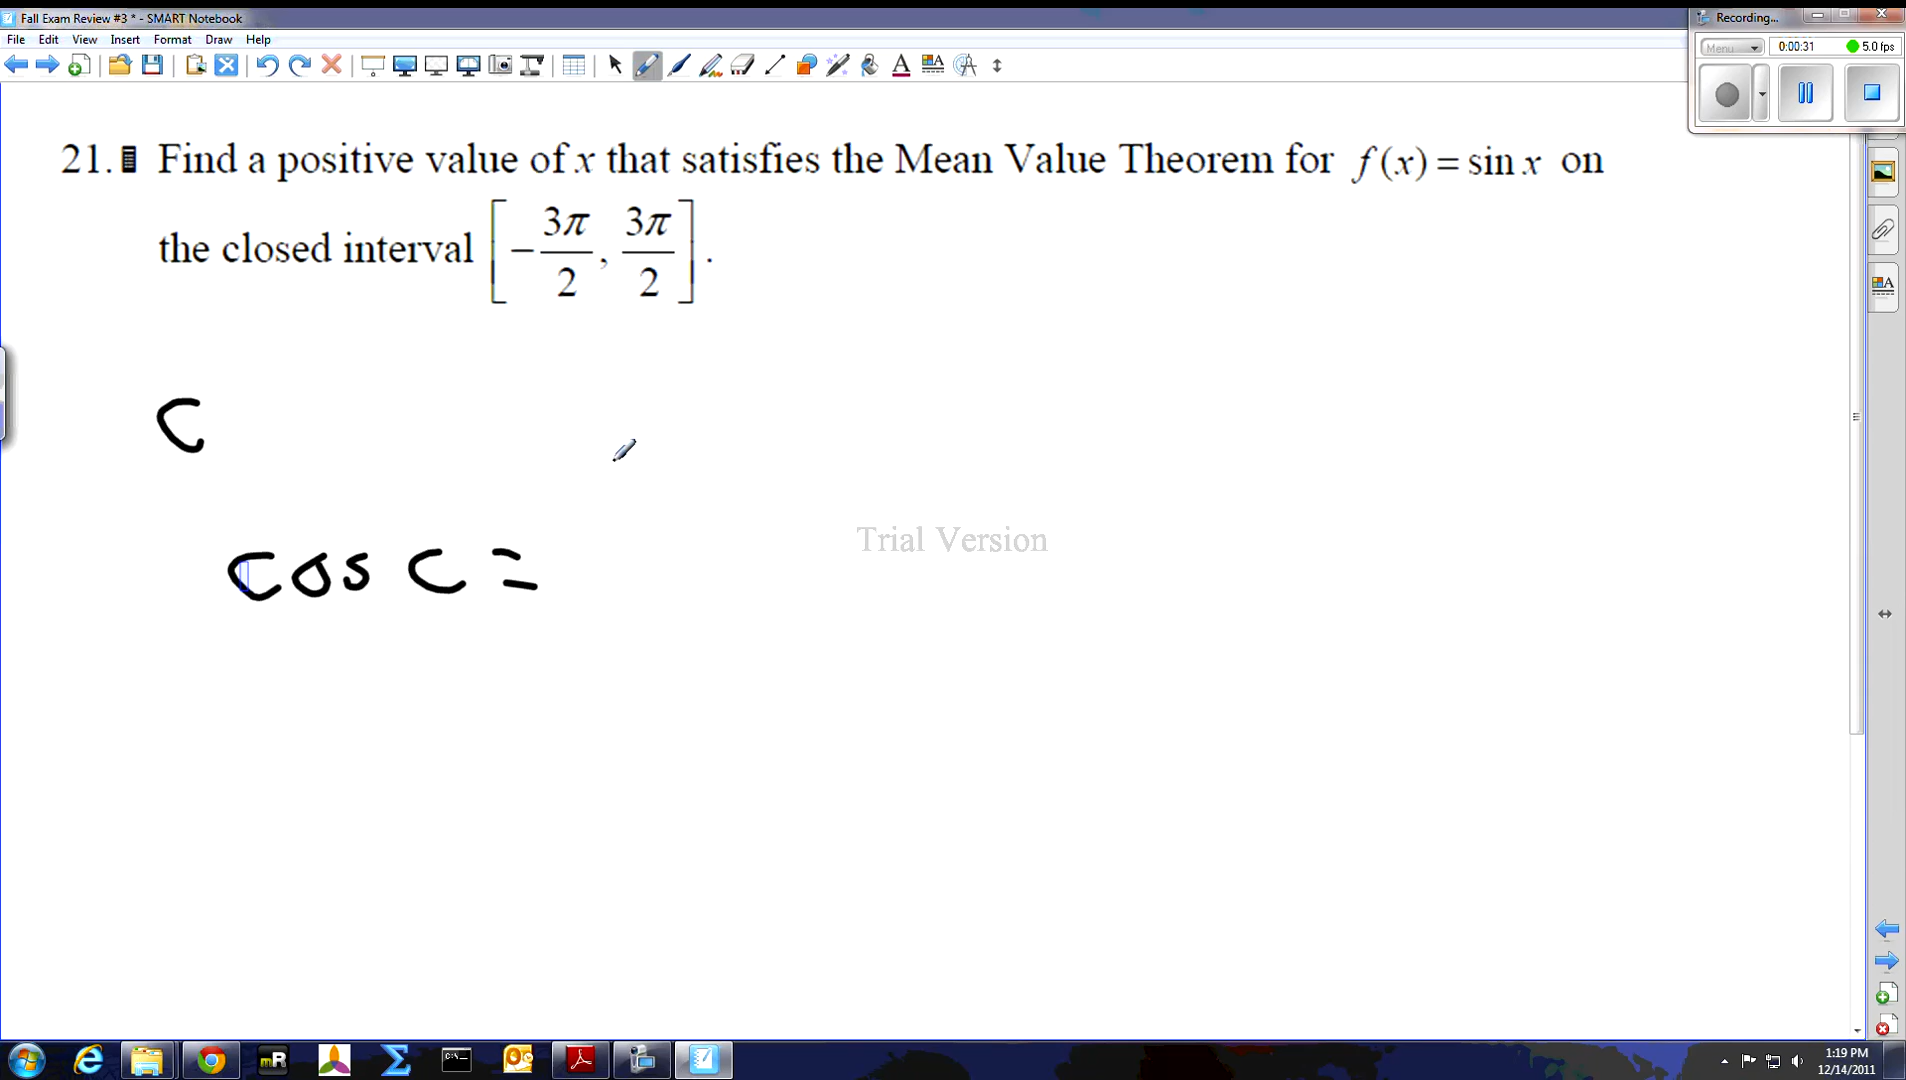 Fall Exam Review #3 * - SMART Notebook
Recording...
File Edit View Insert Format Draw Help
Menu 0:00:31 5.0 fps
21. Find a positive value of x that satisfies the Mean Value Theorem for f(x) = sin x on
the closed interval [-3π/2, 3π/2].
C
cos C =
Trial Version
mR
C:\
1:19 PM
12/14/2011